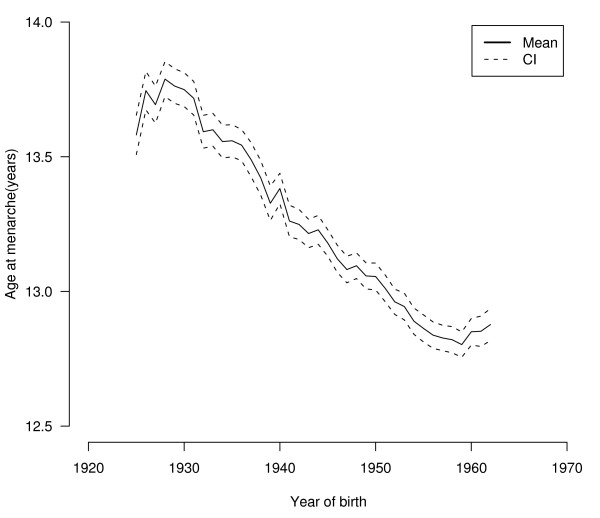 14.0
Mean
CI
13.5
Age at menarche(years)
13.0
12.5
1920 1930 1940 1950 1960 1970
Year of birth